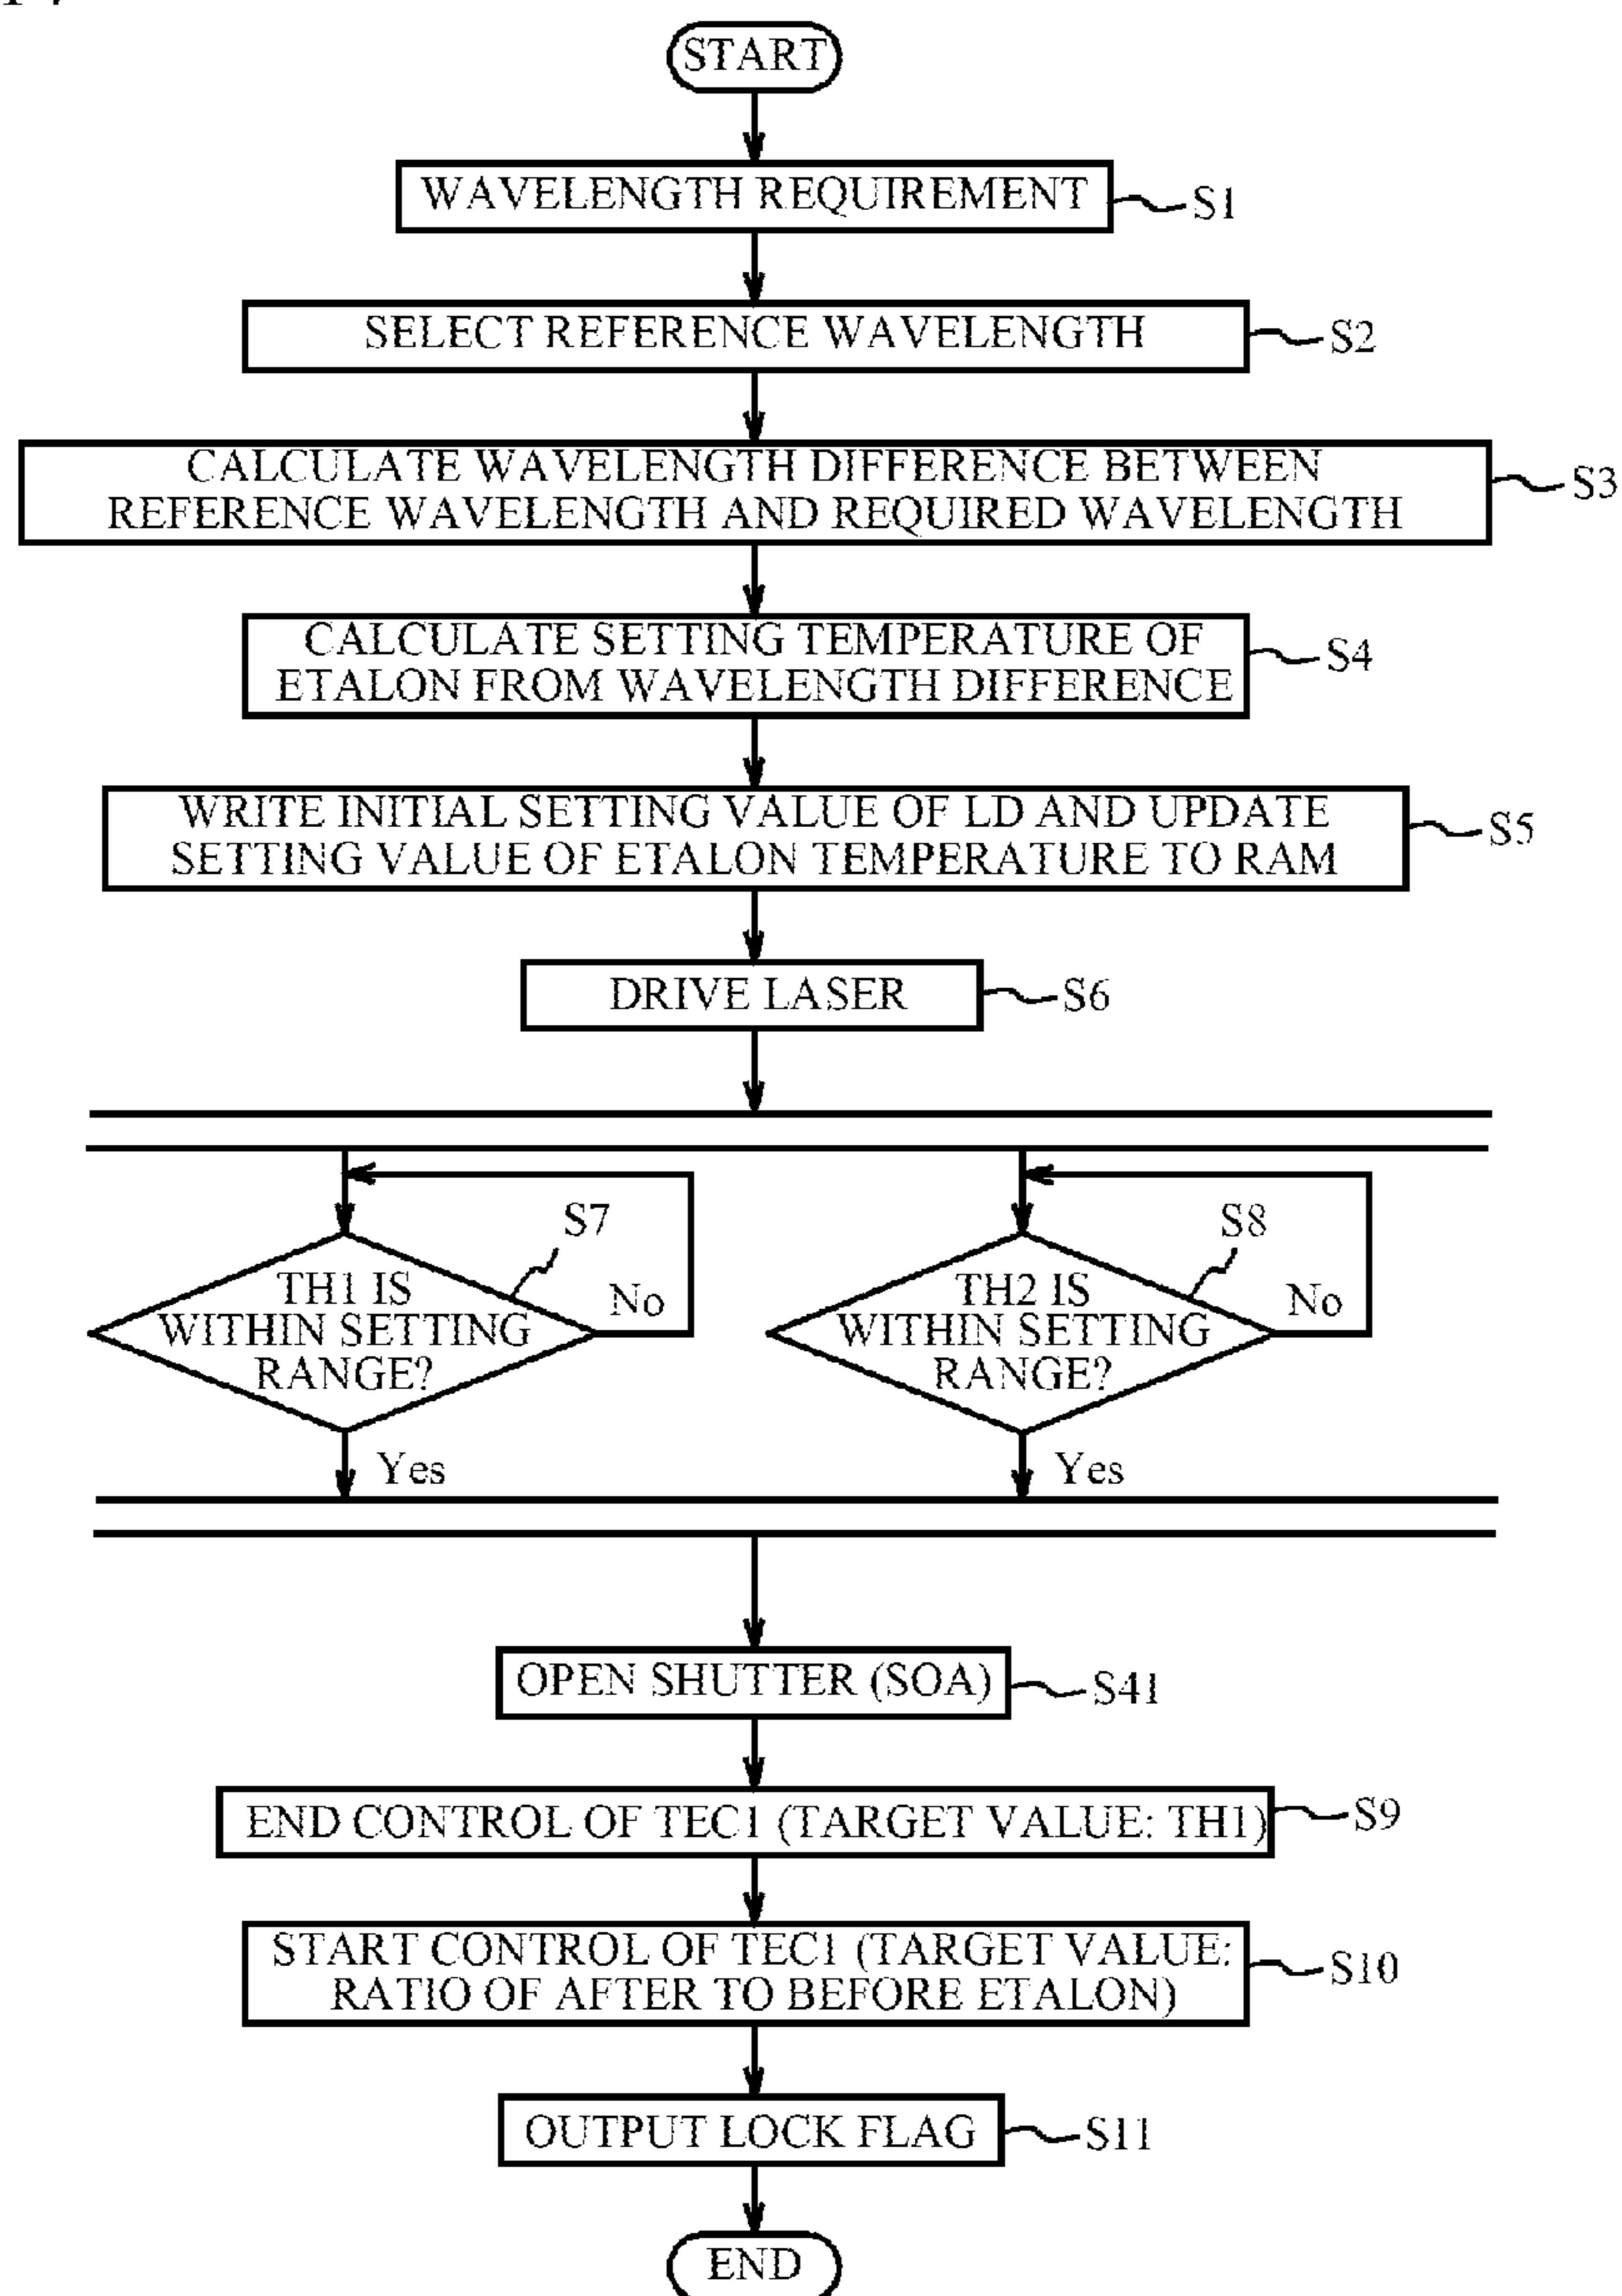 START
WAVELENGTH REQUIREMENT
S1
SELECT REFERENCE WAVELENGTH
S2
CALCULATE WAVELENGTH DIFFERENCE BETWEEN
REFERENCE WAVELENGTH AND REQUIRED WAVELENGTH
S3
CALCULATE SETTING TEMPERATURE OF
ETALON FROM WAVELENGTH DIFFERENCE
S4
WRITE INITIAL SETTING VALUE OF LD AND UPDATE
SETTING VALUE OF ETALON TEMPERATURE TO RAM
S5
DRIVE LASER
S6
S7
TH1 IS
WITHIN SETTING
RANGE?
No
Yes
S8
TH2 IS
WITHIN SETTING
RANGE?
No
Yes
OPEN SHUTTER (SOA)
S41
END CONTROL OF TEC1 (TARGET VALUE: TH1)
S9
START CONTROL OF TEC1 (TARGET VALUE:
RATIO OF AFTER TO BEFORE ETALON)
S10
OUTPUT LOCK FLAG
S11
END